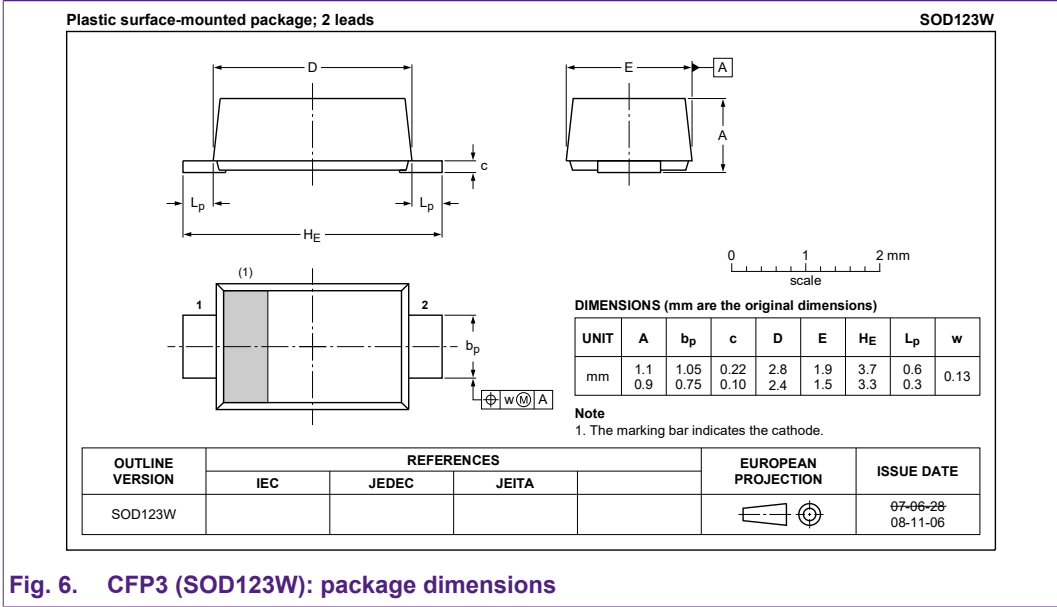 Plastic surface-mounted package; 2 leads SOD123W
D
E A
A
c
Lp Lp
HE
(1)
1 2
bp
w M A
0 1 2 mm
scale
DIMENSIONS (mm are the original dimensions)
UNIT A bp c D E HE Lp w
mm 1.1 1.05 0.22 2.8 1.9 3.7 0.6 0.13
0.9 0.75 0.10 2.4 1.5 3.3 0.3
Note
1. The marking bar indicates the cathode.
OUTLINE VERSION REFERENCES EUROPEAN PROJECTION ISSUE DATE
IEC JEDEC JEITA
SOD123W 07-06-28
08-11-06
Fig. 6. CFP3 (SOD123W): package dimensions